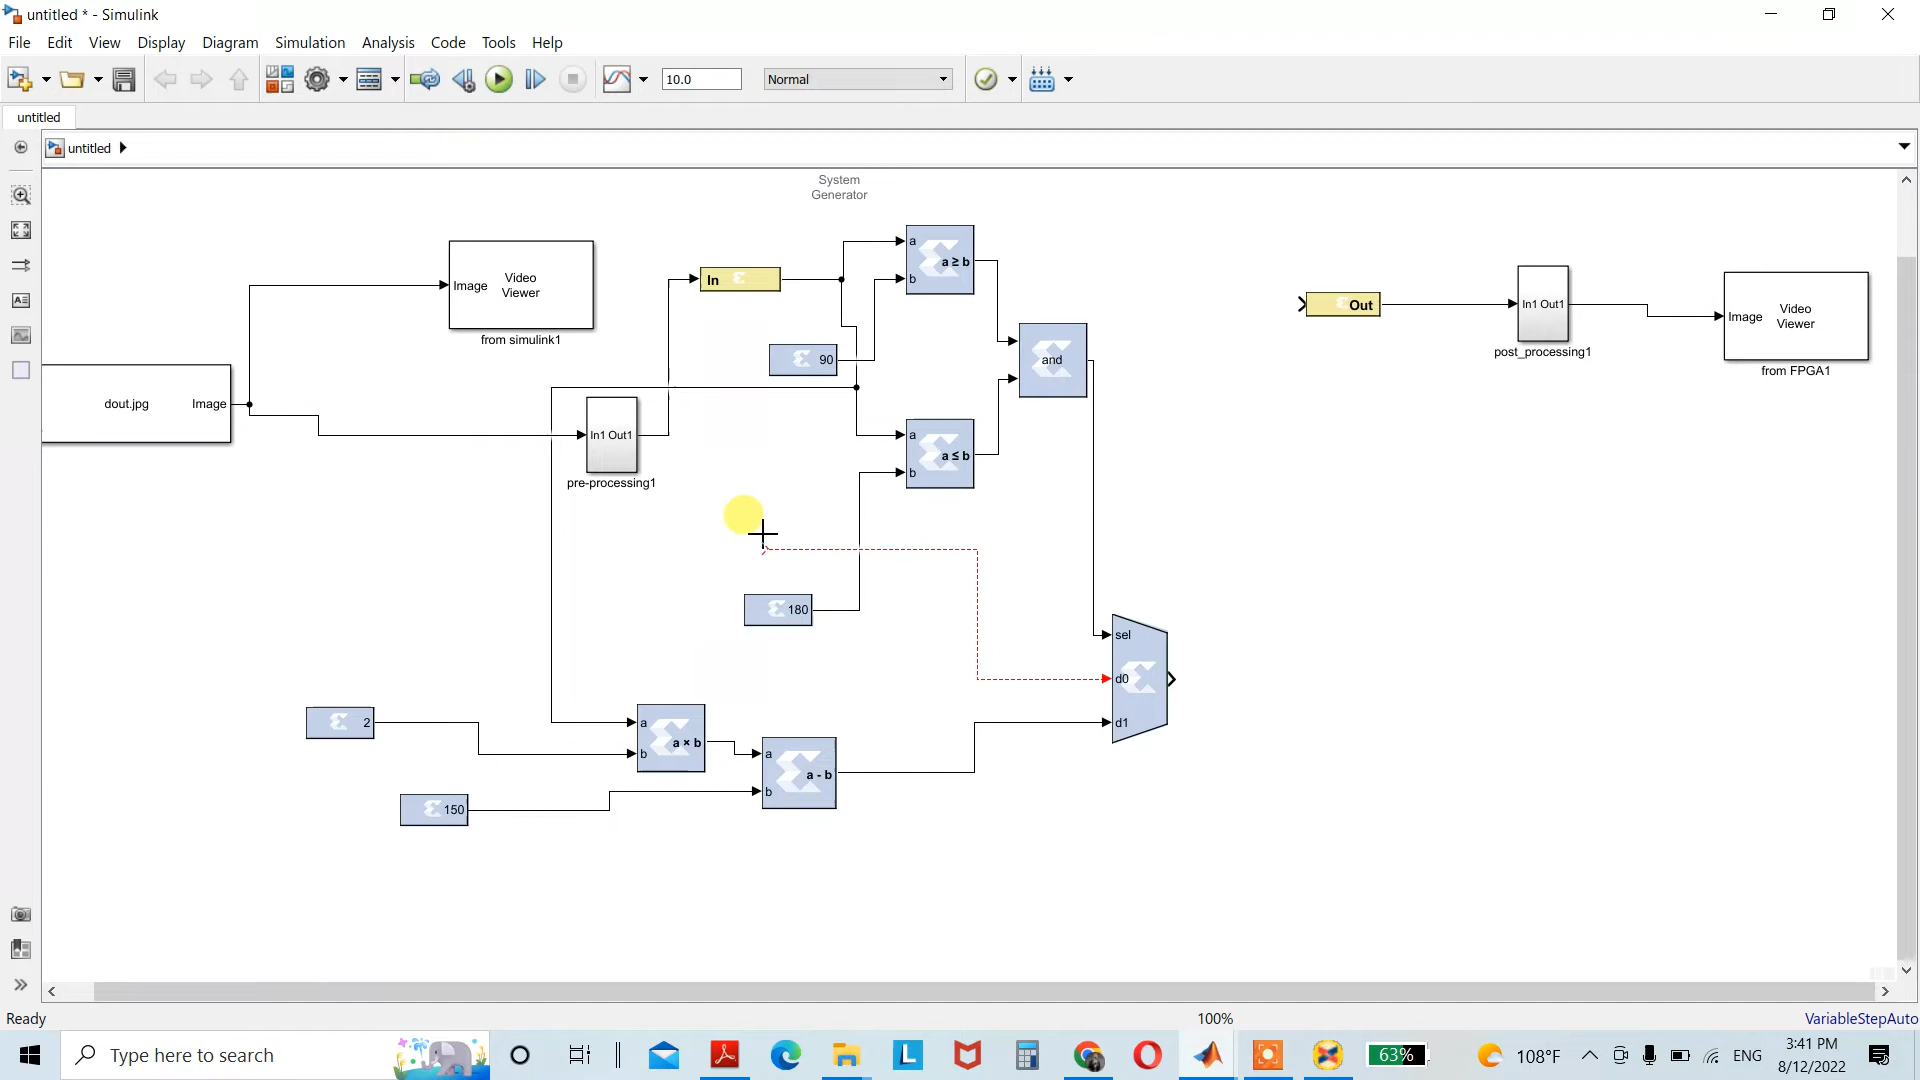 untitled * - Simulink
File Edit View Display Diagram Simulation Analysis Code Tools Help
10.0 Normal
untitled
untitled
System
Generator
Image Video
Viewer
from simulink1
In
a
b
a ≥ b
90
and
Out
In1 Out1
post_processing1
Image Video
Viewer
from FPGA1
dout.jpg Image
In1 Out1
pre-processing1
a
b
a ≤ b
180
sel
d0
d1
2
a
b
a × b
a
b
a - b
150
Ready 100% VariableStepAuto
Type here to search
63% 108°F ENG
3:41 PM
8/12/2022